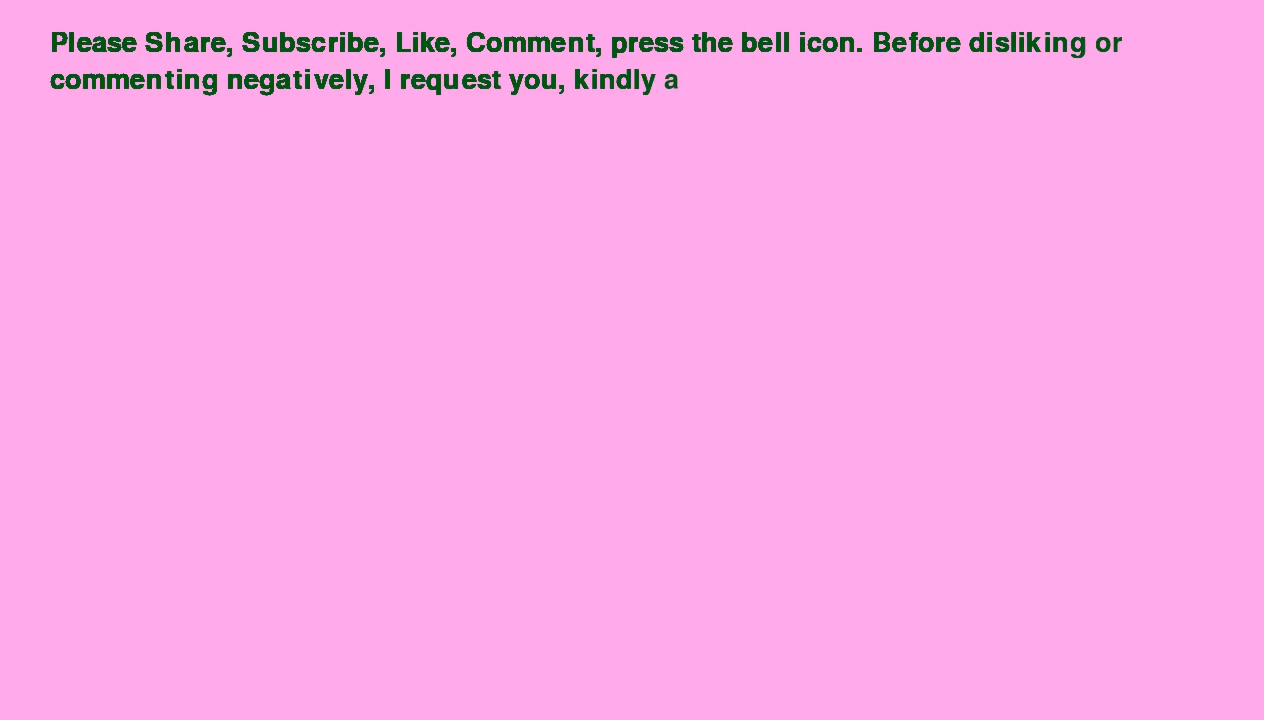 Please Share, Subscribe, Like, Comment, press the bell icon. Before disliking or
commenting negatively, I request you, kindly a